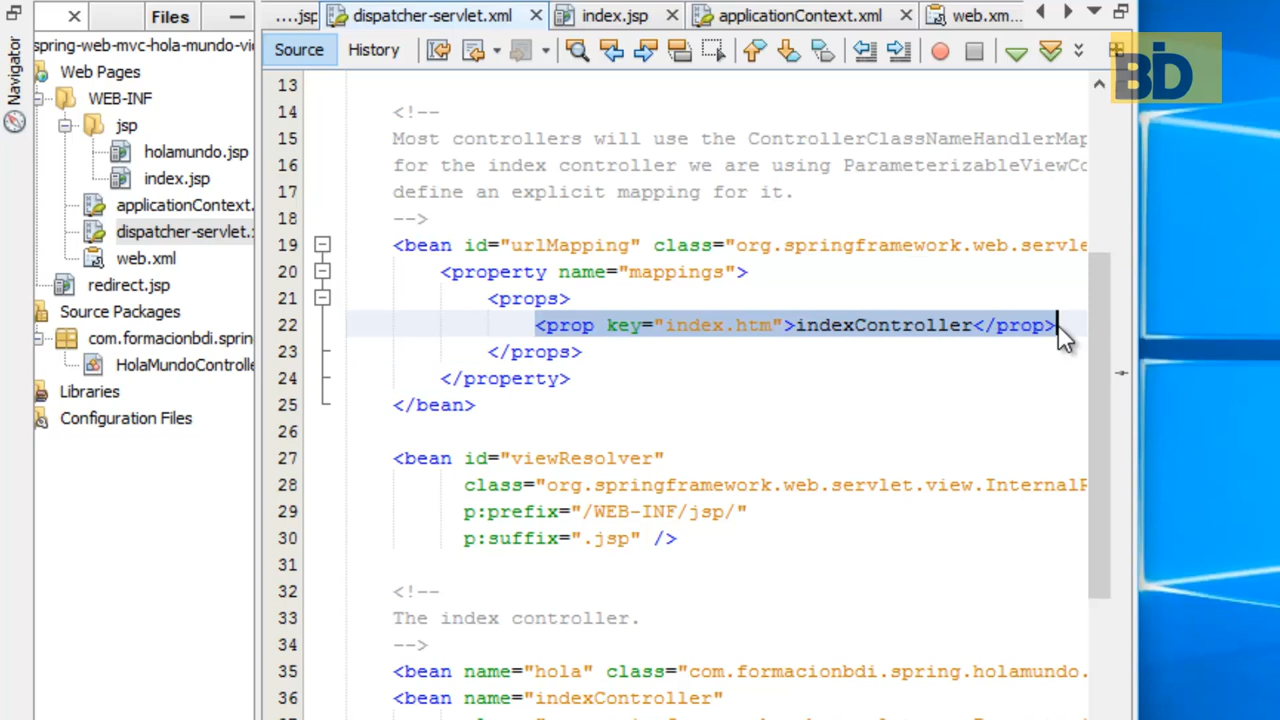 Files
....jsp
dispatcher-servlet.xml
index.jsp
applicationContext.xml
web.xm...
Navigator
Source
History
BDI
spring-web-mvc-hola-mundo-vi
Web Pages
WEB-INF
jsp
holamundo.jsp
index.jsp
applicationContext.
dispatcher-servlet.
web.xml
redirect.jsp
Source Packages
com.formacionbdi.sprin
HolaMundoControlle
Libraries
Configuration Files
13
14 <!--
15 Most controllers will use the ControllerClassNameHandlerMap
16 for the index controller we are using ParameterizableViewCo
17 define an explicit mapping for it.
18 -->
19 <bean id="urlMapping" class="org.springframework.web.servle
20 <property name="mappings">
21 <props>
22 <prop key="index.htm">indexController</prop>
23 </props>
24 </property>
25 </bean>
26
27 <bean id="viewResolver"
28 class="org.springframework.web.servlet.view.InternalR
29 p:prefix="/WEB-INF/jsp/"
30 p:suffix=".jsp" />
31
32 <!--
33 The index controller.
34 -->
35 <bean name="hola" class="com.formacionbdi.spring.holamundo.
36 <bean name="indexController"